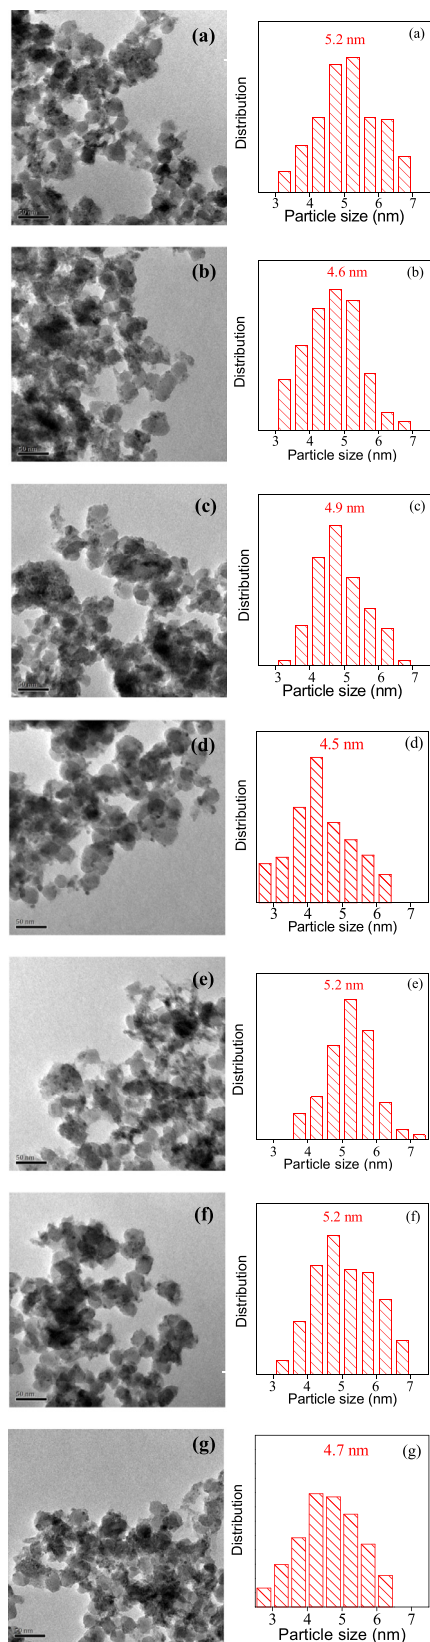 (a)
50 nm
(a)
5.2 nm
Distribution
3 4 5 6 7
Particle size (nm)
(b)
50 nm
(b)
4.6 nm
Distribution
3 4 5 6 7
Particle size (nm)
(c)
50 nm
(c)
4.9 nm
Distribution
3 4 5 6 7
Particle size (nm)
(d)
50 nm
(d)
4.5 nm
Distribution
3 4 5 6 7
Particle size (nm)
(e)
50 nm
(e)
5.2 nm
Distribution
3 4 5 6 7
Particle size (nm)
(f)
50 nm
(f)
5.2 nm
Distribution
3 4 5 6 7
Particle size (nm)
(g)
50 nm
(g)
4.7 nm
Distribution
3 4 5 6 7
Particle size (nm)